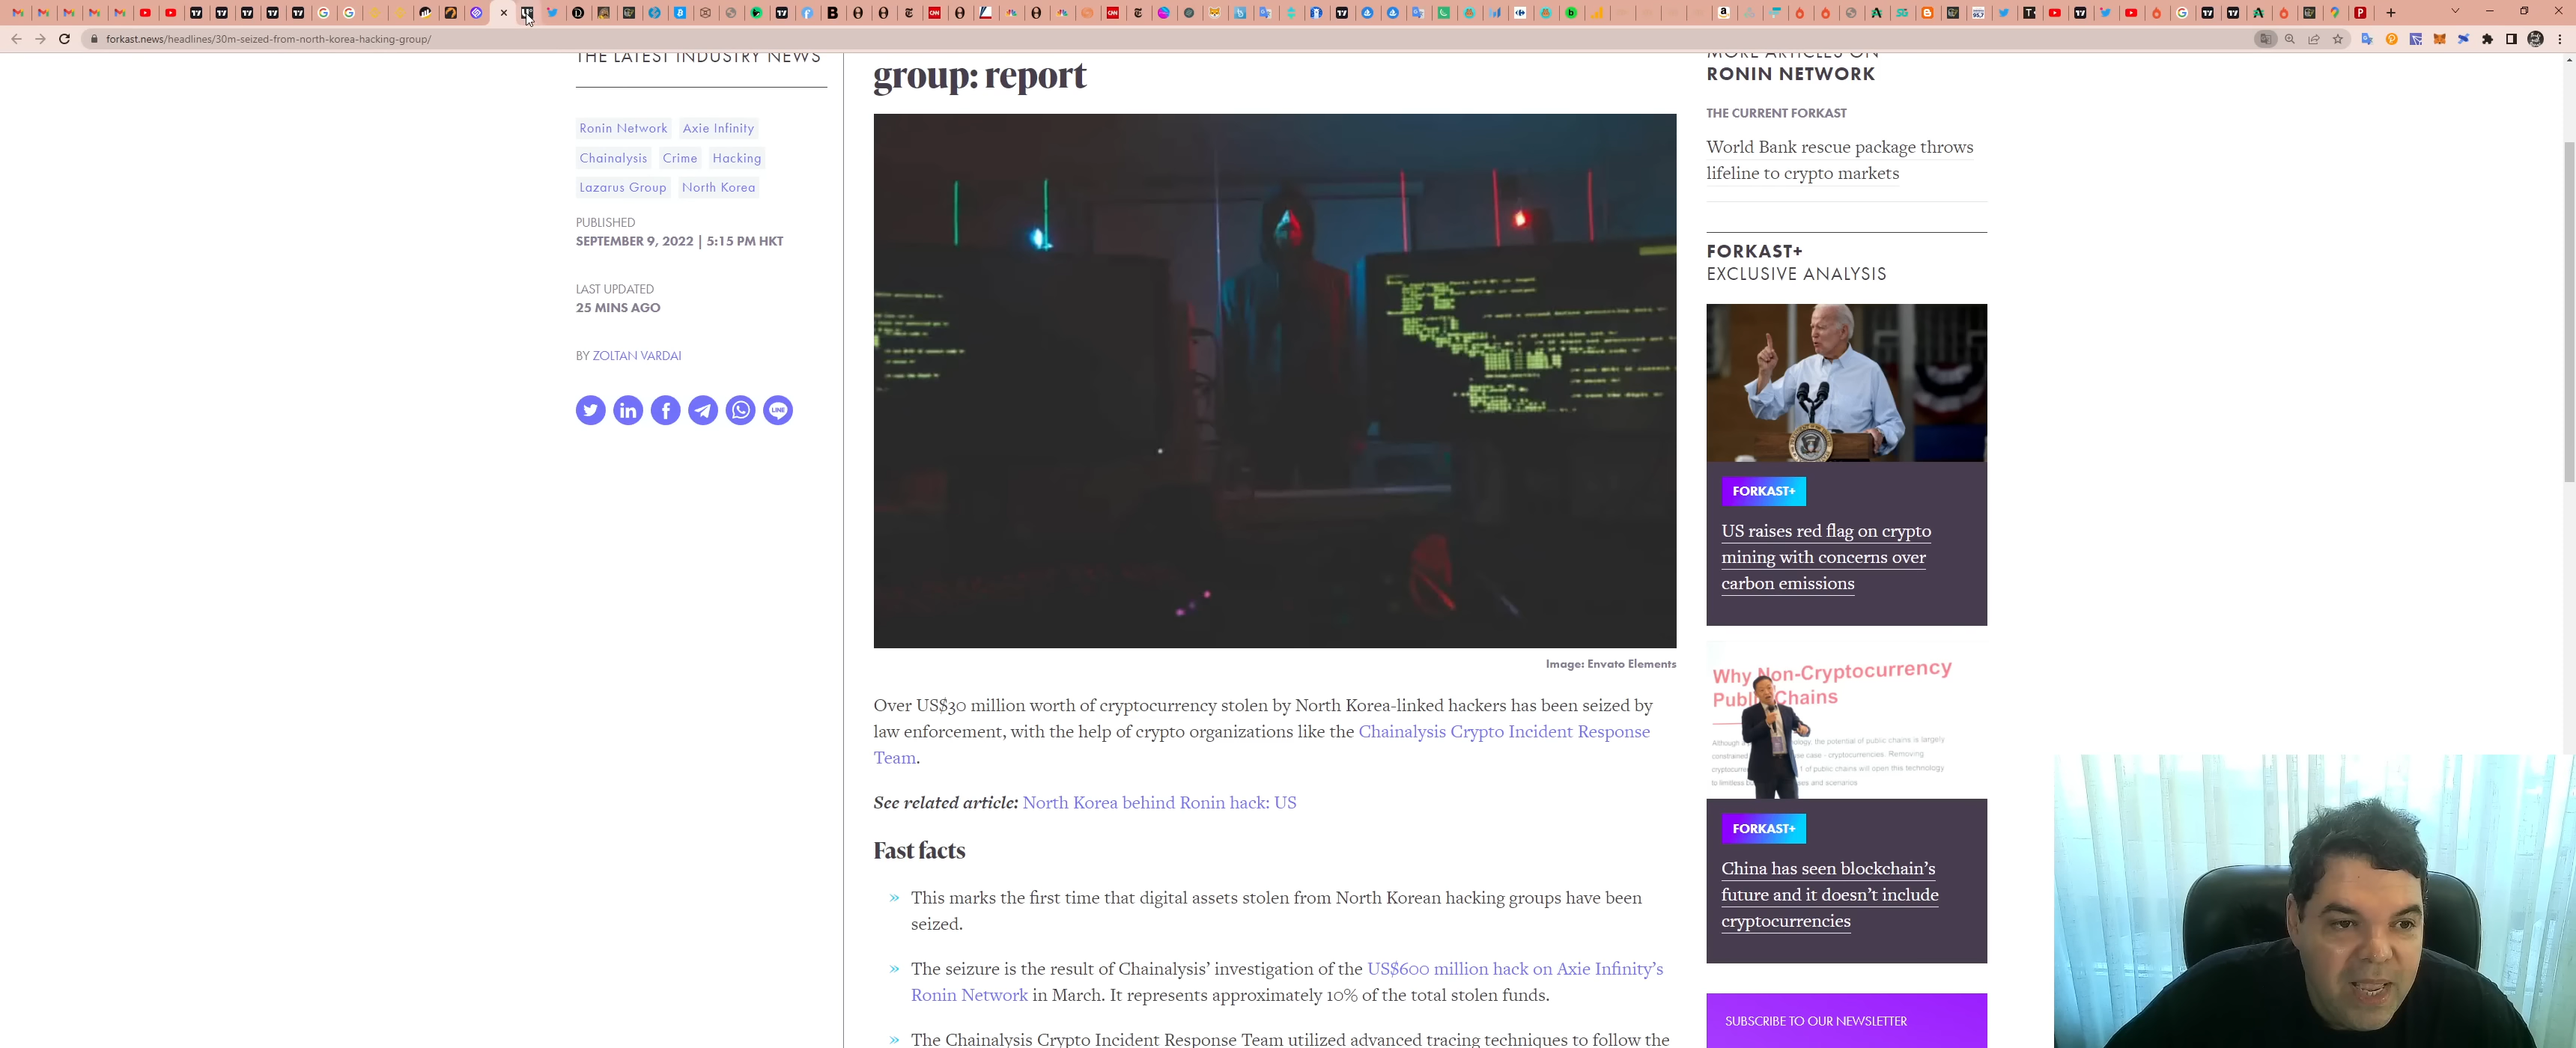 forkast.news/headlines/30m-seized-from-north-korea-hacking-group/
THE LATEST INDUSTRY NEWS
Ronin Network Axie Infinity
Chainalysis Crime Hacking
Lazarus Group North Korea
PUBLISHED
SEPTEMBER 9, 2022 | 5:15 PM HKT
LAST UPDATED
25 MINS AGO
BY ZOLTAN VARDAI
LINE
group: report
Image: Envato Elements
Over US$30 million worth of cryptocurrency stolen by North Korea-linked hackers has been seized by
law enforcement, with the help of crypto organizations like the Chainalysis Crypto Incident Response
Team.
See related article: North Korea behind Ronin hack: US
Fast facts
» This marks the first time that digital assets stolen from North Korean hacking groups have been
seized.
» The seizure is the result of Chainalysis’ investigation of the US$600 million hack on Axie Infinity’s
Ronin Network in March. It represents approximately 10% of the total stolen funds.
» The Chainalysis Crypto Incident Response Team utilized advanced tracing techniques to follow the
MORE ARTICLES ON
RONIN NETWORK
THE CURRENT FORKAST
World Bank rescue package throws
lifeline to crypto markets
FORKAST+
EXCLUSIVE ANALYSIS
FORKAST+
US raises red flag on crypto
mining with concerns over
carbon emissions
Why Non-Cryptocurrency
Public Chains
FORKAST+
China has seen blockchain’s
future and it doesn’t include
cryptocurrencies
SUBSCRIBE TO OUR NEWSLETTER